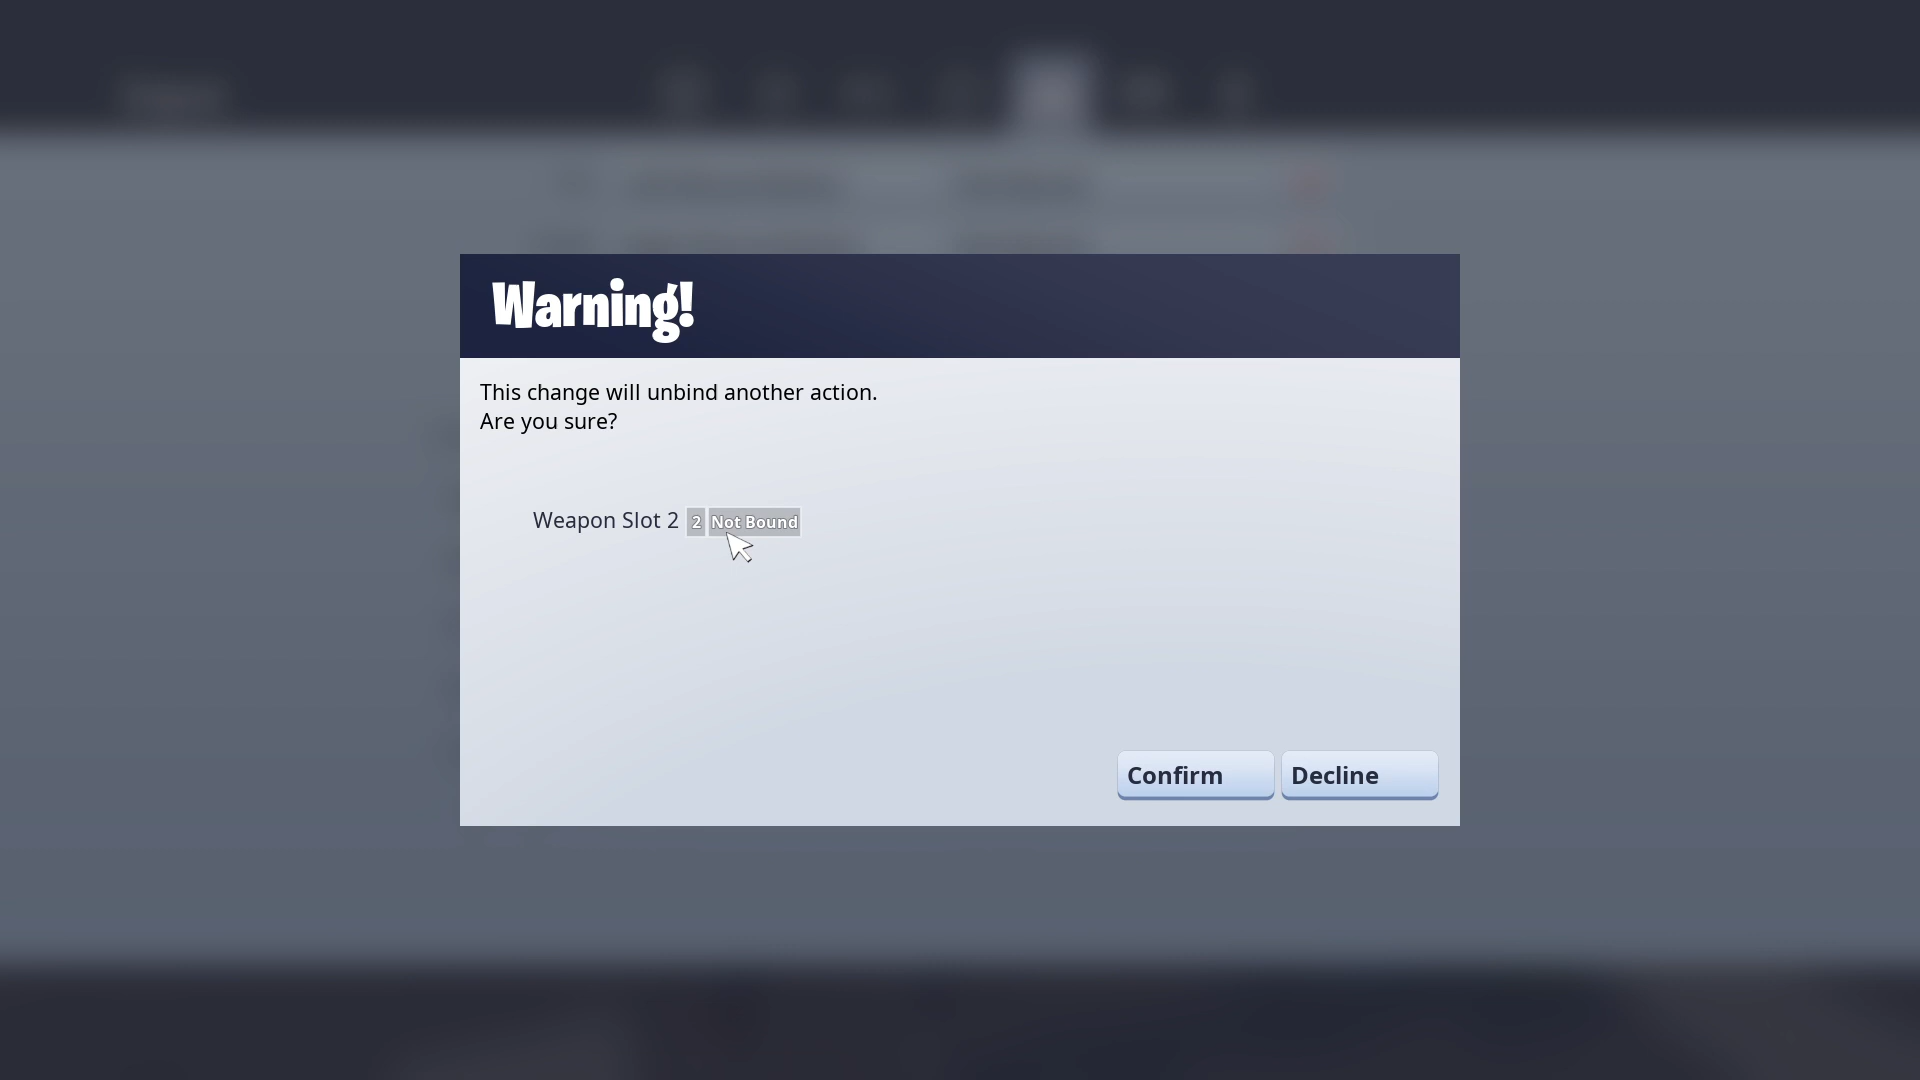 Warning!
This change will unbind another action.
Are you sure?
Weapon Slot 2 2 Not Bound
Confirm Decline